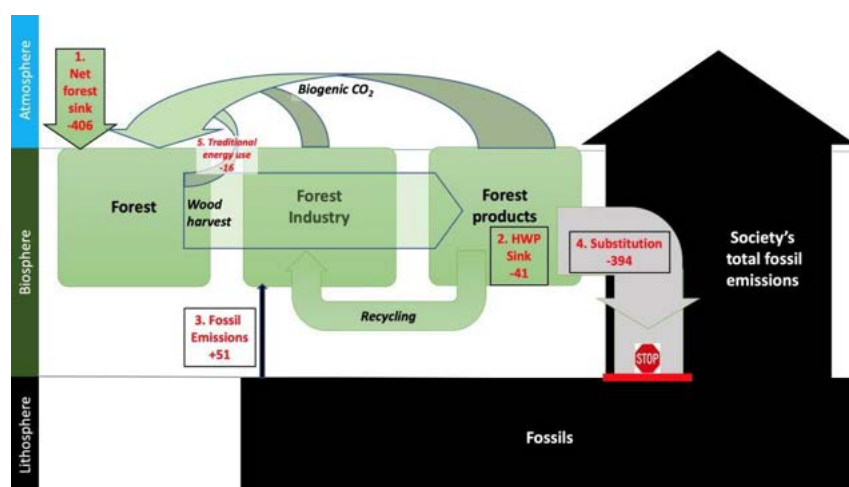 Atmosphere
1.
Net
forest
sink
-406
Biogenic CO₂
5. Traditional
energy use
-16
Biosphere
Forest
Wood
harvest
Forest
Industry
Forest
products
2. HWP
Sink
-41
4. Substitution
-394
Society's
total fossil
emissions
3. Fossil
Emissions
+51
Recycling
STOP
Lithosphere
Fossils